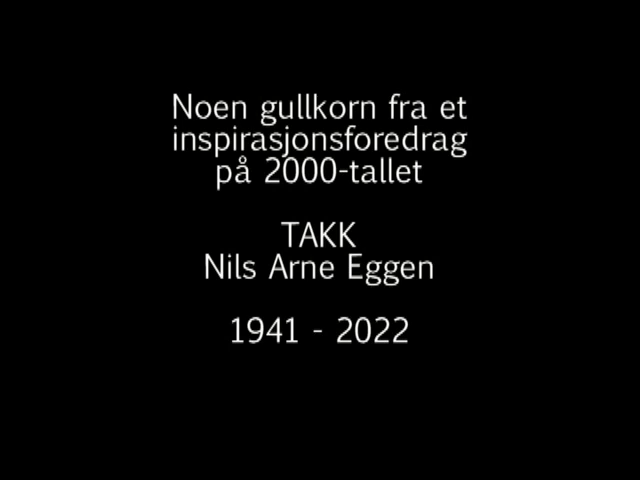 Noen gullkorn fra et
inspirasjonsforedrag
på 2000-tallet
TAKK
Nils Arne Eggen
1941 - 2022